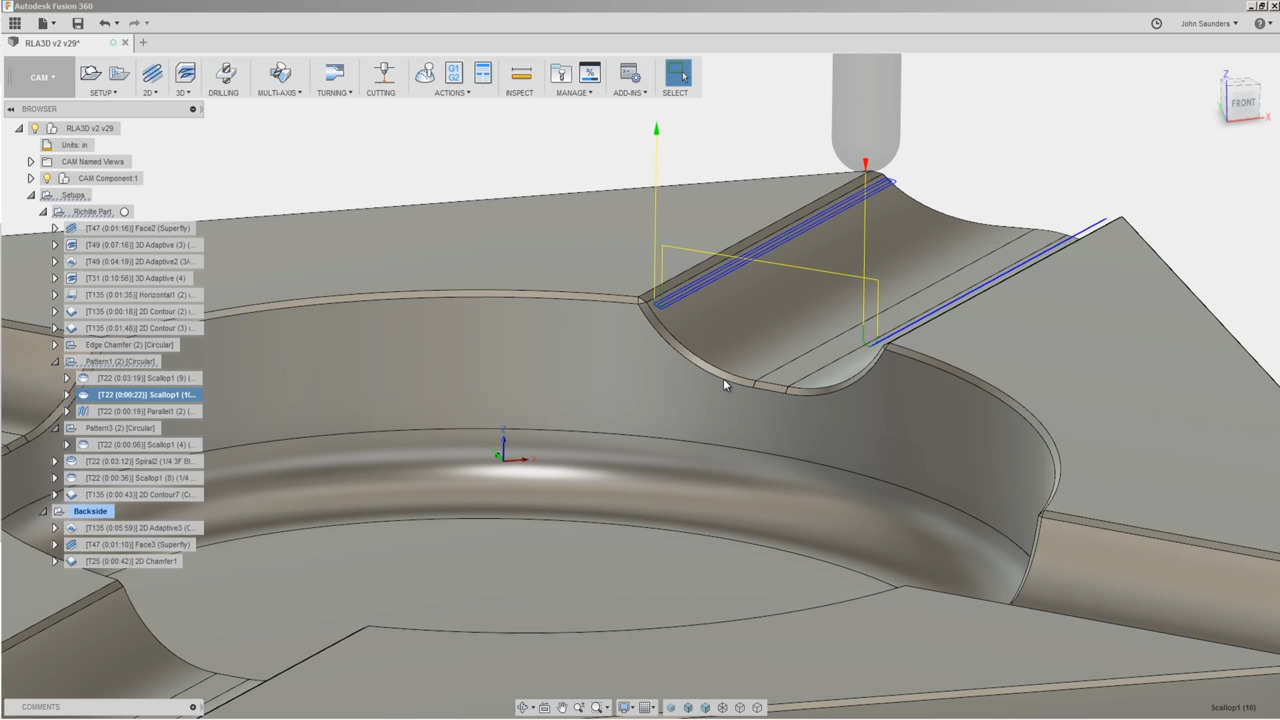 Autodesk Fusion 360
John Saunders
RLA3D v2 v29*
CAM
SETUP
2D
3D
DRILLING
MULTI-AXIS
TURNING
CUTTING
G1
G2
ACTIONS
INSPECT
MANAGE
ADD-INS
SELECT
Z
FRONT
X
BROWSER
RLA3D v2 v29
Units: in
CAM Named Views
CAM Component:1
Setups
Richlite Part
[T47 (0:01:16)] Face2 (Superfly)
[T49 (0:07:16)] 3D Adaptive (3) (...
[T49 (0:04:19)] 2D Adaptive2 (3/...
[T31 (0:10:56)] 3D Adaptive (4)
[T135 (0:01:35)] Horizontal1 (2) ...
[T135 (0:00:18)] 2D Contour (2) ...
[T135 (0:01:48)] 2D Contour (3) ...
Edge Chamfer (2) [Circular]
Pattern1 (2) [Circular]
[T22 (0:03:19)] Scallop1 (9) (...
[T22 (0:00:22)] Scallop1 (1...
[T22 (0:00:19)] Parallel1 (2) (...
Pattern3 (2) [Circular]
[T22 (0:00:06)] Scallop1 (4) (...
[T22 (0:03:12)] Spiral2 (1/4 3F Bl...
[T22 (0:00:36)] Scallop1 (8) (1/4 ...
[T135 (0:00:43)] 2D Contour7 (C...
Backside
[T135 (0:05:59)] 2D Adaptive3 (C...
[T47 (0:01:10)] Face3 (Superfly)
[T25 (0:00:42)] 2D Chamfer1
Z
X
COMMENTS
Scallop1 (10)